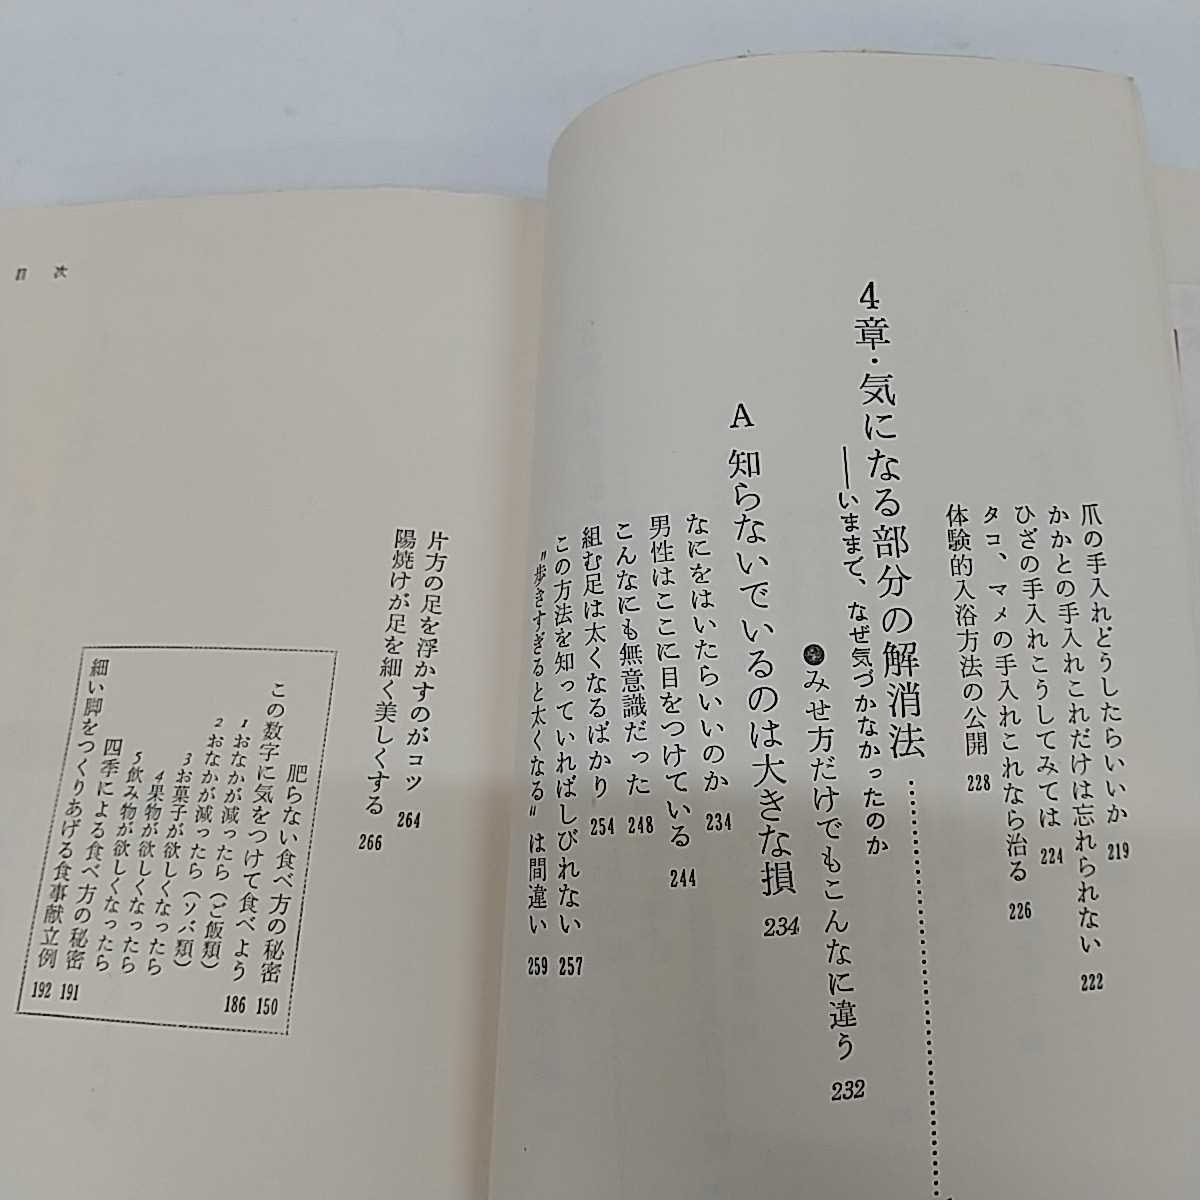 爪の手入れどうしたらいいか 219
かかとの手入れこれだけは忘れられない 222
ひざの手入れこうしてみては 224
タコ、マメの手入れこれなら治る 226
体験的入浴方法の公開 228
4章・気になる部分の解消法
――いままで、なぜ気づかなかったのか
●みせ方だけでもこんなに違う 232
A 知らないでいるのは大きな損 234
なにをはいたらいいのか 234
男性はここに目をつけている 244
こんなにも無意識だった 248
組む足は太くなるばかり 254
この方法を知っていればしびれない 257
〝歩きすぎると太くなる〟は間違い 259
目次
片方の足を浮かすのがコツ 264
陽焼けが足を細く美しくする 266
肥らない食べ方の秘密 150
この数字に気をつけて食べよう 186
1おなかが減ったら(ご飯類)
2おなかが減ったら(ソバ類)
3お菓子が欲しくなったら
4果物が欲しくなったら
5飲み物が欲しくなったら
四季による食べ方の秘密 191
細い脚をつくりあげる食事献立例 192